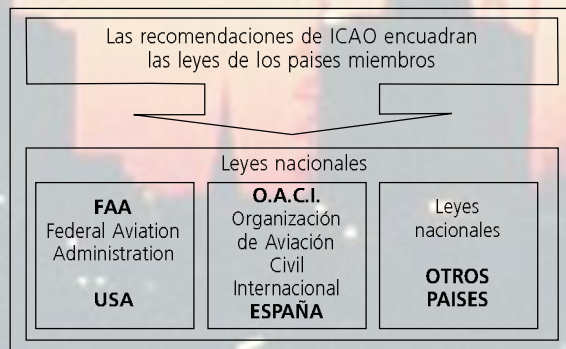 Las recomendaciones de ICAO encuadran
las leyes de los paises miembros
Leyes nacionales
FAA
Federal Aviation
Administration
USA
O.A.C.I.
Organización
de Aviación
Civil
Internacional
ESPAÑA
Leyes
nacionales
OTROS
PAISES